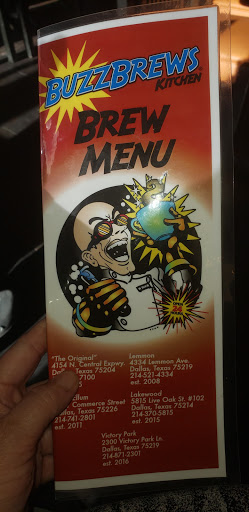 BUZZBREWS
KITCHEN
BREW
MENU
"The Original"
4154 N. Central Expwy.
Dallas, Texas 75204
7100
Lemmon
4334 Lemmon Ave.
Dallas, Texas 75219
214-521-4334
est. 2008
Commerce Street
Texas 75226
214-741-2801
est. 2011
Lakewood
5815 Live Oak St. #102
Dallas, Texas 75214
214-370-5815
est. 2015
Victory Park
2300 Victory Park Ln.
Dallas, Texas 75219
214-871-2301
est. 2016